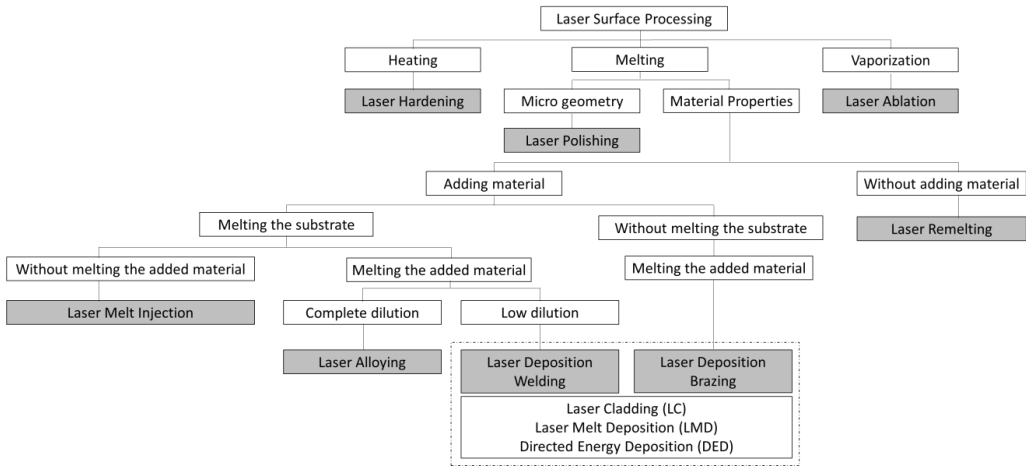 Laser Surface Processing
Heating
Melting
Vaporization
Laser Hardening
Micro geometry
Material Properties
Laser Ablation
Laser Polishing
Adding material
Without adding material
Melting the substrate
Without melting the substrate
Laser Remelting
Without melting the added material
Melting the added material
Melting the added material
Laser Melt Injection
Complete dilution
Low dilution
Laser Alloying
Laser Deposition
Welding
Laser Deposition
Brazing
Laser Cladding (LC)
Laser Melt Deposition (LMD)
Directed Energy Deposition (DED)